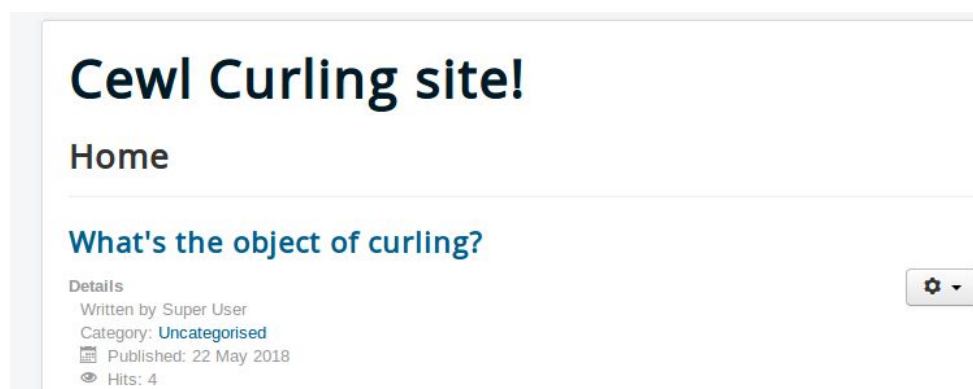 Cewl Curling site!
Home
What's the object of curling?
Details
Written by Super User
Category: Uncategorised
Published: 22 May 2018
Hits: 4